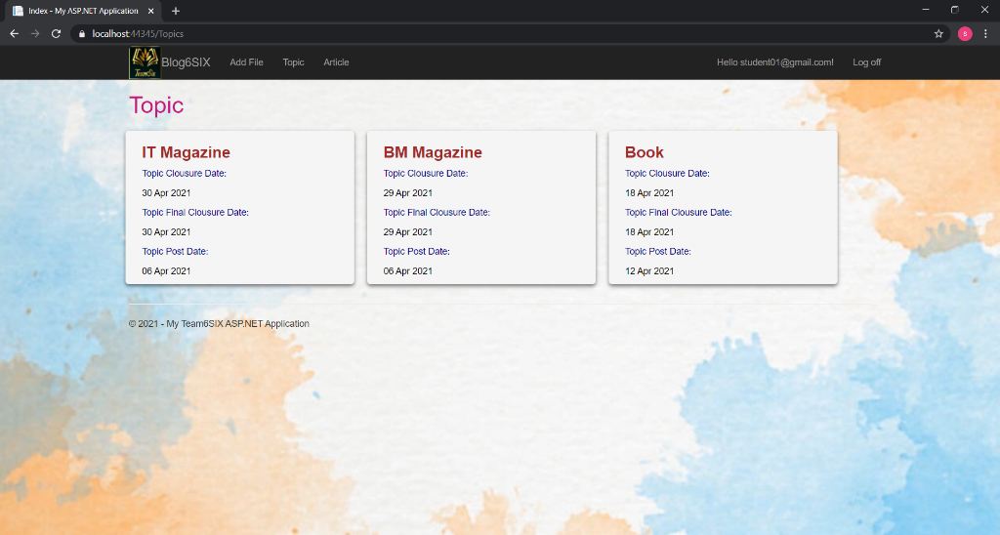 Index - My ASP.NET Application
localhost:44345/Topics
s
TeamSix
Blog6SIX Add File Topic Article Hello student01@gmail.com! Log off
Topic
IT Magazine
Topic Clousure Date:
30 Apr 2021
Topic Final Clousure Date:
30 Apr 2021
Topic Post Date:
06 Apr 2021
BM Magazine
Topic Clousure Date:
29 Apr 2021
Topic Final Clousure Date:
29 Apr 2021
Topic Post Date:
06 Apr 2021
Book
Topic Clousure Date:
18 Apr 2021
Topic Final Clousure Date:
18 Apr 2021
Topic Post Date:
12 Apr 2021
© 2021 - My Team6SIX ASP.NET Application